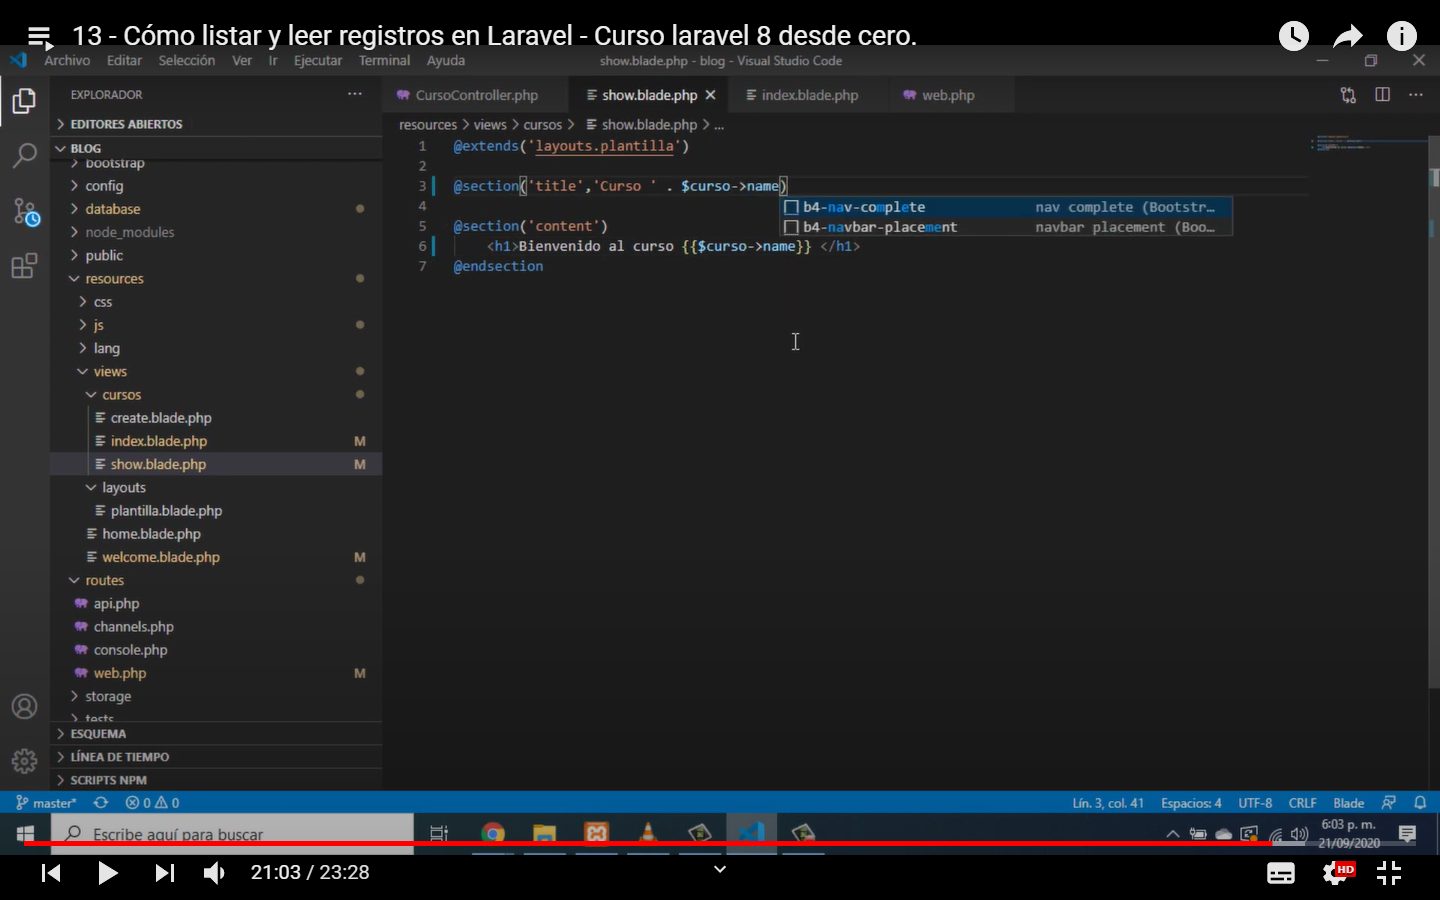 13 - Cómo listar y leer registros en Laravel - Curso laravel 8 desde cero.
Archivo Editar Selección Ver Ir Ejecutar Terminal Ayuda show.blade.php - blog - Visual Studio Code
EXPLORADOR
CursoController.php show.blade.php index.blade.php web.php
EDITORES ABIERTOS
resources > views > cursos > show.blade.php > ...
BLOG
bootstrap
config
database
node_modules
public
resources
css
js
lang
views
cursos
create.blade.php
index.blade.php M
show.blade.php M
layouts
plantilla.blade.php
home.blade.php
welcome.blade.php M
routes
api.php
channels.php
console.php
web.php M
storage
tests
ESQUEMA
LÍNEA DE TIEMPO
SCRIPTS NPM
1 @extends('layouts.plantilla')
2
3 @section('title','Curso ' . $curso->name)
4
b4-nav-complete nav complete (Bootstr...
5 @section('content')
b4-navbar-placement navbar placement (Boo...
6 <h1>Bienvenido al curso {{$curso->name}} </h1>
7 @endsection
master* 0 0 Lín. 3, col. 41 Espacios: 4 UTF-8 CRLF Blade
Escribe aquí para buscar
6:03 p. m.
21/09/2020
21:03 / 23:28
HD